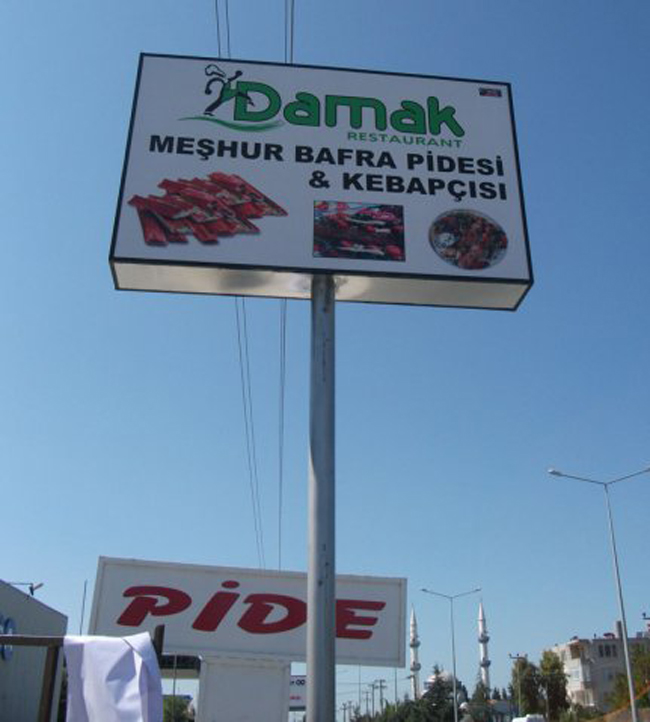 Damak
RESTAURANT
MEŞHUR BAFRA PİDESİ
& KEBAPÇISI
PİDE